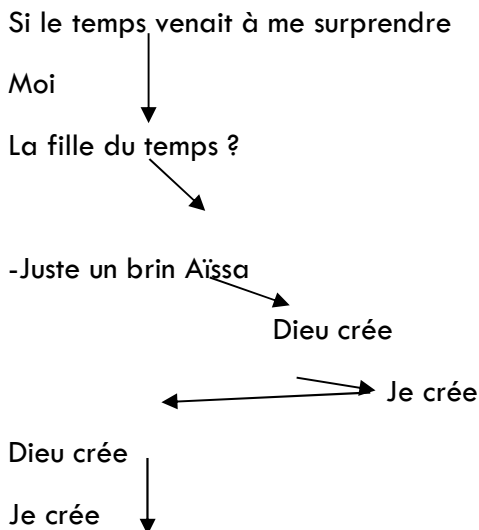 Si le temps venait à me surprendre
Moi
La fille du temps ?
-Juste un brin Aïssa
Dieu crée
Je crée
Dieu crée
Je crée